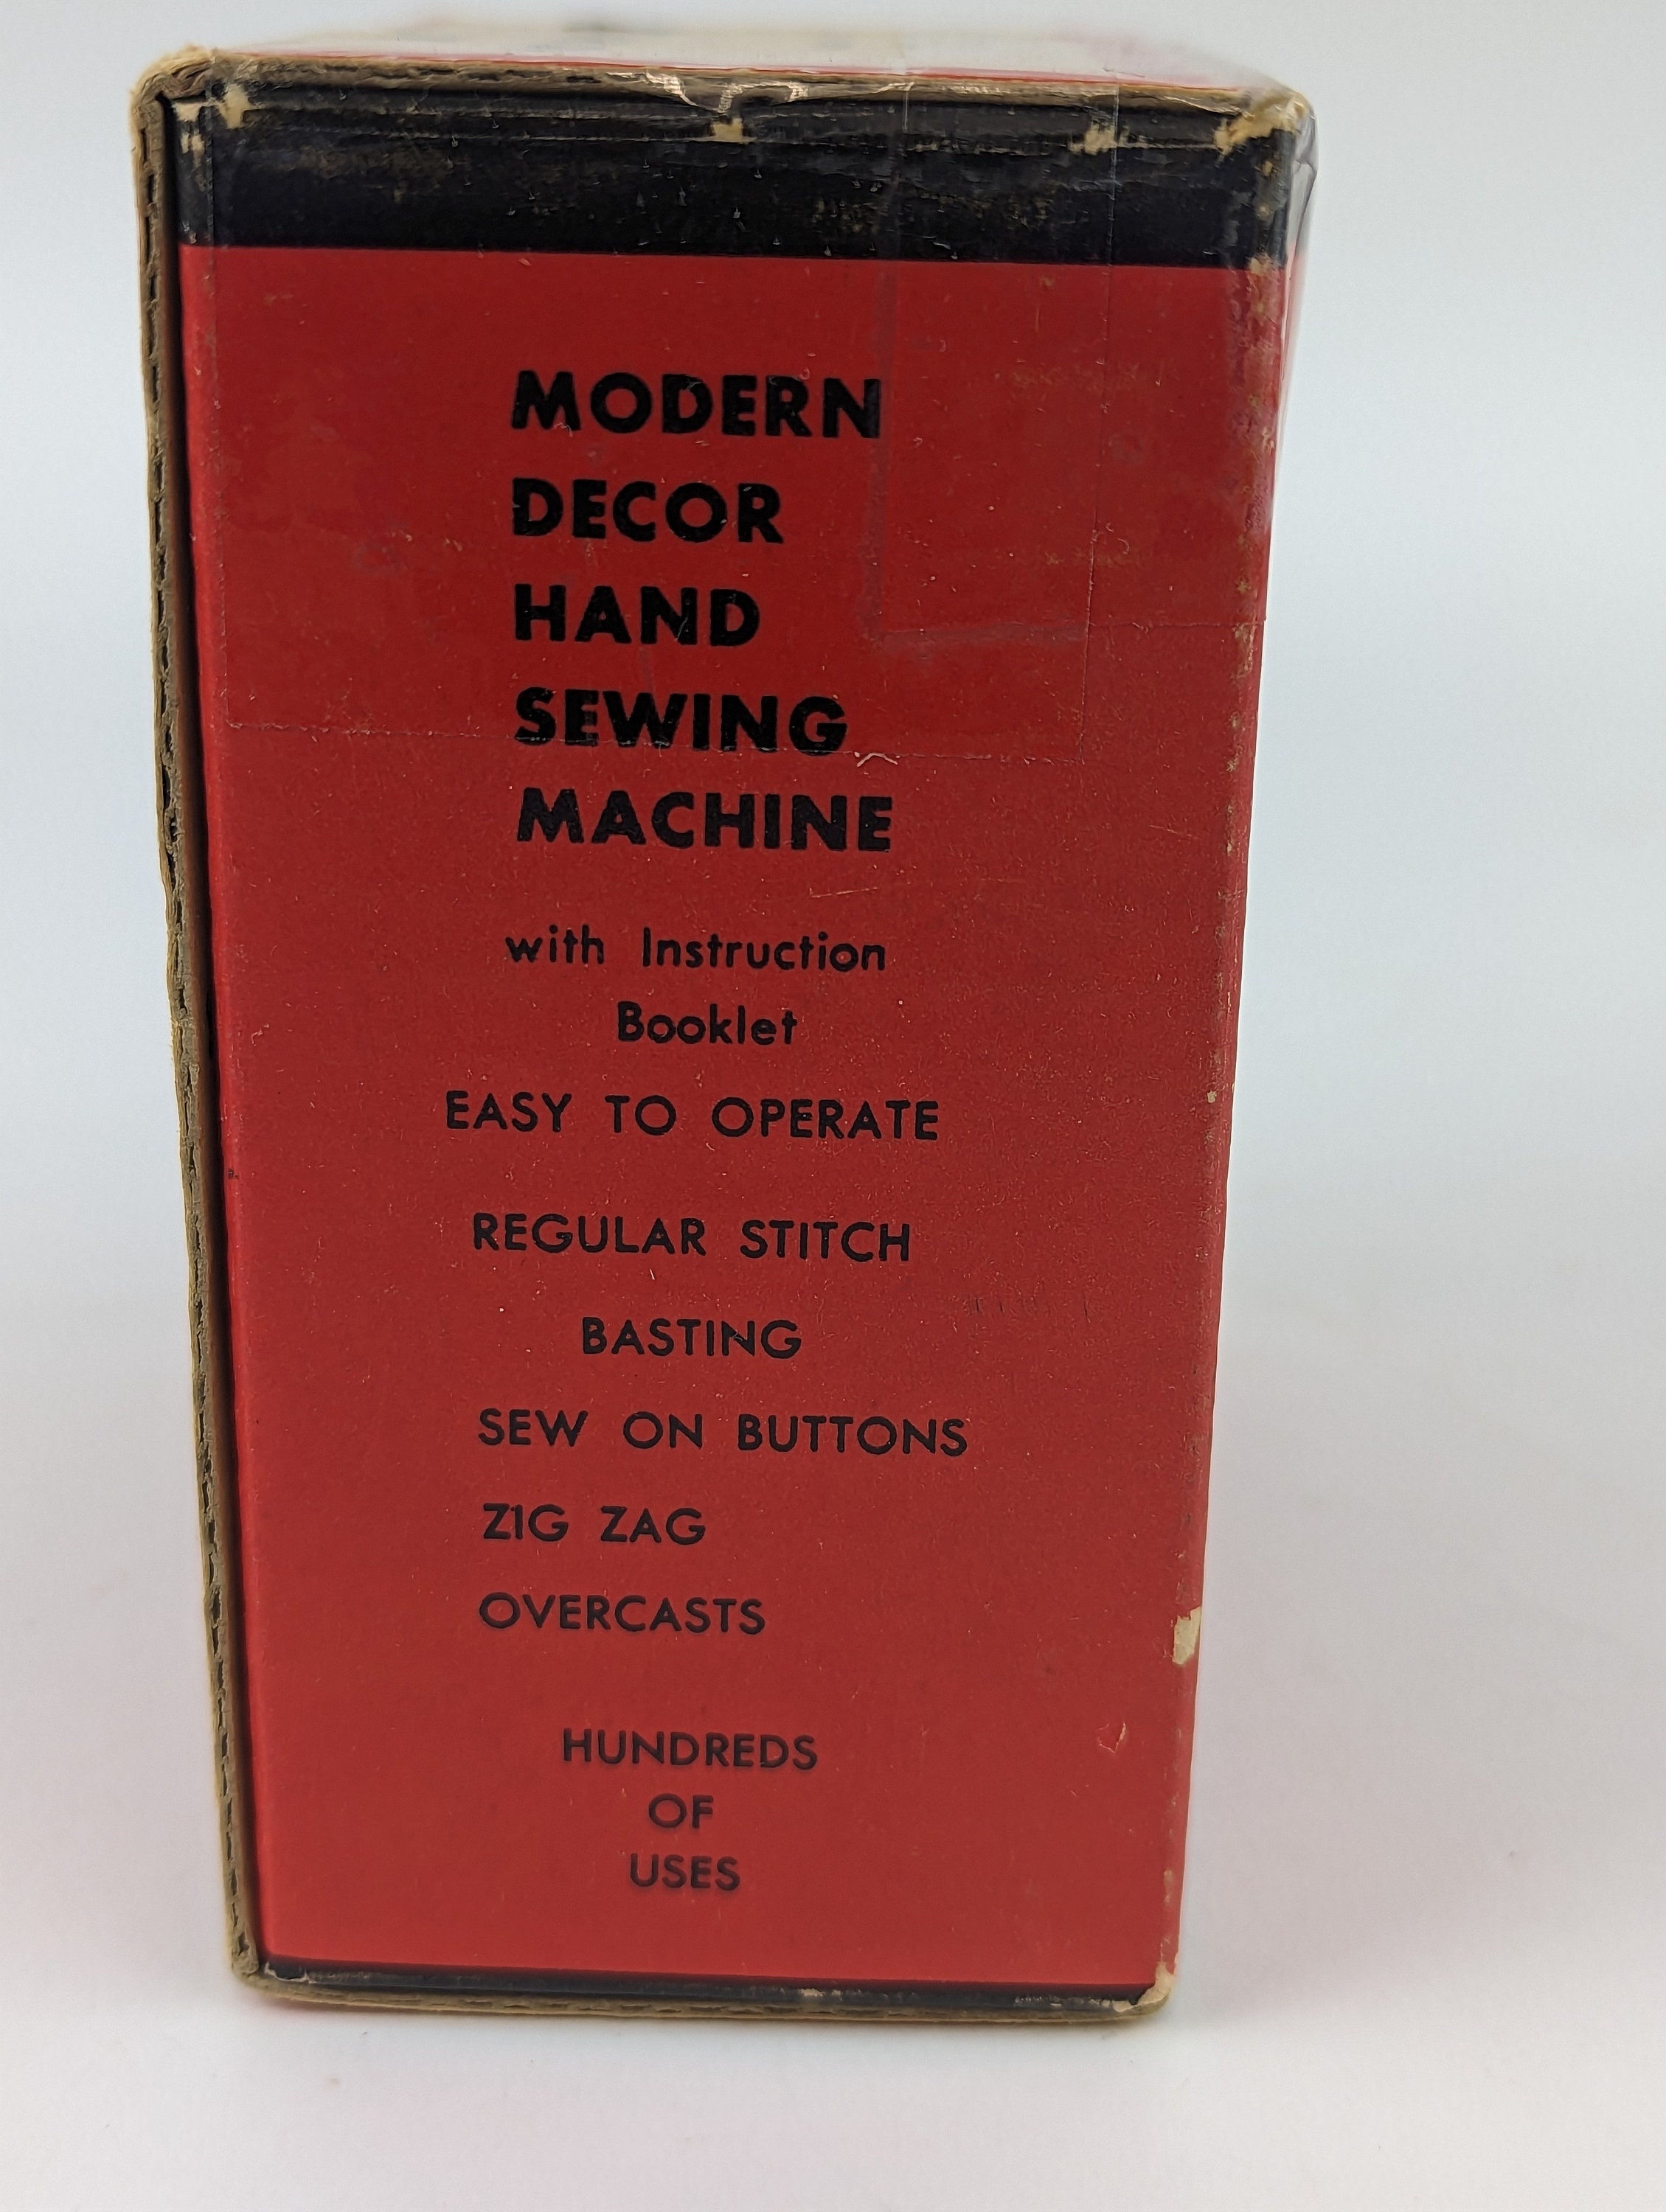 MODERN
DECOR
HAND
SEWING
MACHINE
with Instruction
Booklet
EASY TO OPERATE
REGULAR STITCH
BASTING
SEW ON BUTTONS
ZIG ZAG
OVERCASTS
HUNDREDS
OF
USES